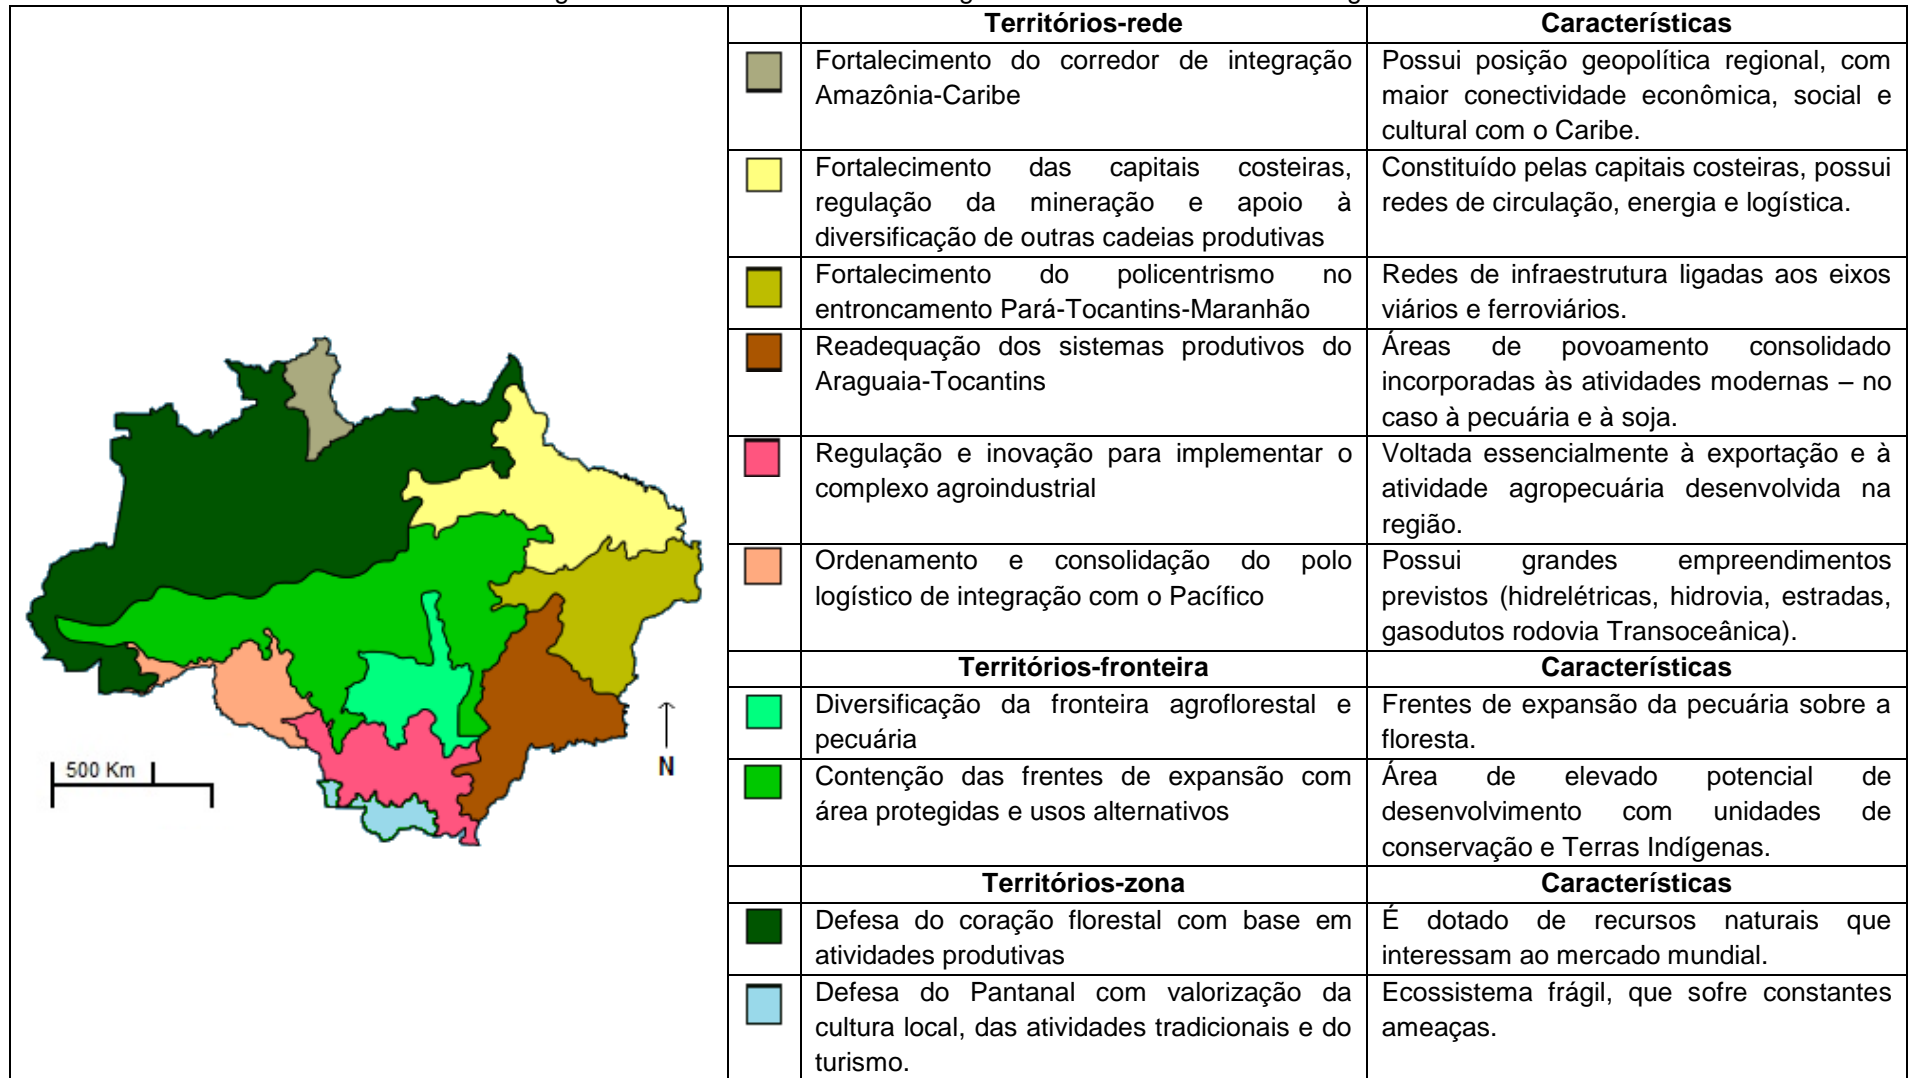 Territórios-rede Características
Fortalecimento do corredor de integração
Amazônia-Caribe
Possui posição geopolítica regional, com
maior conectividade econômica, social e
cultural com o Caribe.
Fortalecimento das capitais costeiras,
regulação da mineração e apoio à
diversificação de outras cadeias produtivas
Constituído pelas capitais costeiras, possui
redes de circulação, energia e logística.
Fortalecimento do policentrismo no
entroncamento Pará-Tocantins-Maranhão
Redes de infraestrutura ligadas aos eixos
viários e ferroviários.
Readequação dos sistemas produtivos do
Araguaia-Tocantins
Áreas de povoamento consolidado
incorporadas às atividades modernas – no
caso à pecuária e à soja.
Regulação e inovação para implementar o
complexo agroindustrial
Voltada essencialmente à exportação e à
atividade agropecuária desenvolvida na
região.
Ordenamento e consolidação do polo
logístico de integração com o Pacífico
Possui grandes empreendimentos
previstos (hidrelétricas, hidrovia, estradas,
gasodutos rodovia Transoceânica).
Territórios-fronteira Características
Diversificação da fronteira agroflorestal e
pecuária
Frentes de expansão da pecuária sobre a
floresta.
Contenção das frentes de expansão com
área protegidas e usos alternativos
Área de elevado potencial de
desenvolvimento com unidades de
conservação e Terras Indígenas.
Territórios-zona Características
Defesa do coração florestal com base em
atividades produtivas
É dotado de recursos naturais que
interessam ao mercado mundial.
Defesa do Pantanal com valorização da
cultura local, das atividades tradicionais e do
turismo.
Ecossistema frágil, que sofre constantes
ameaças.
500 Km
N